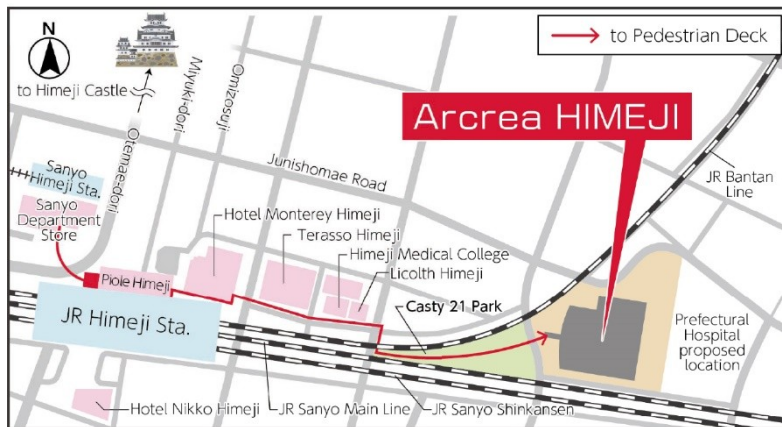 N
to Himeji Castle
to Pedestrian Deck
Arcrea HIMEJI
Otemae-dori
Miyuki-dori
Omizosuji
Junishomae Road
JR Bantan
Line
Sanyo
Himeji Sta.
Sanyo
Department
Store
Hotel Monterey Himeji
Terasso Himeji
Himeji Medical College
Licolth Himeji
Piole Himeji
Casty 21 Park
JR Himeji Sta.
Prefectural
Hospital
proposed
location
Hotel Nikko Himeji
JR Sanyo Main Line
JR Sanyo Shinkansen